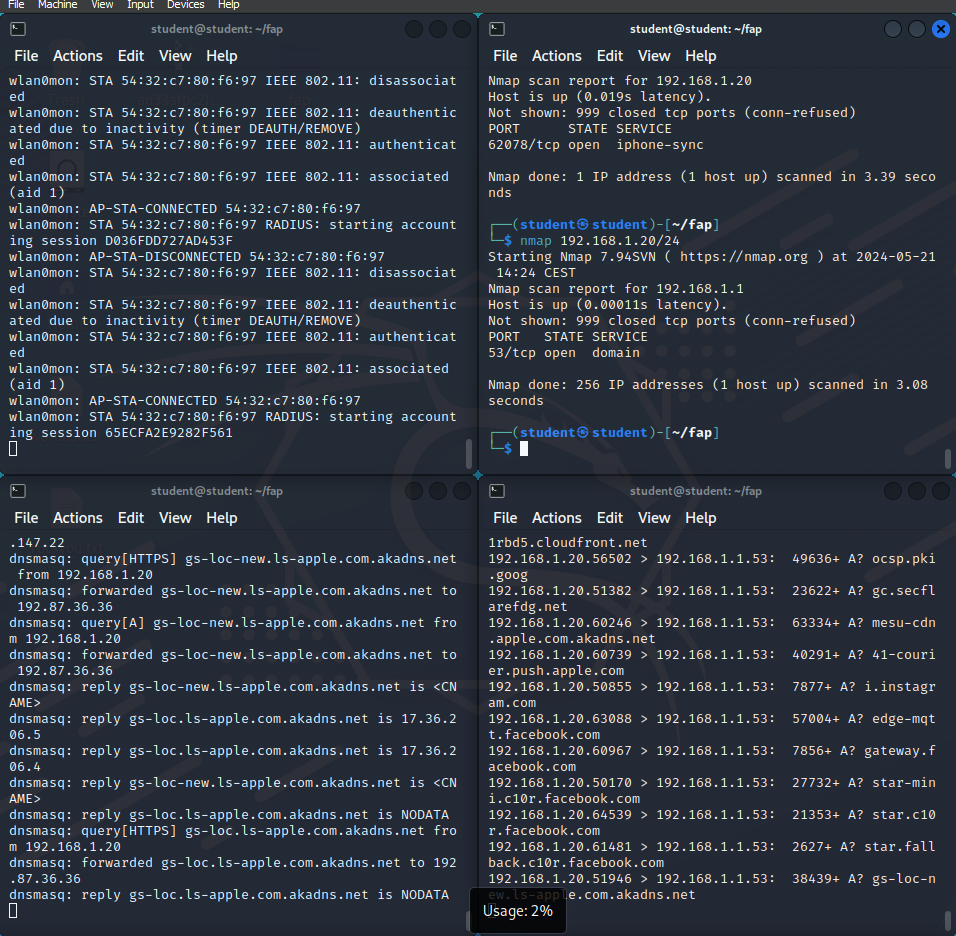 File Machine View Input Devices Help
student@student: ~/fap
File Actions Edit View Help
wlan0mon: STA 54:32:c7:80:f6:97 IEEE 802.11: disassociat
ed
wlan0mon: STA 54:32:c7:80:f6:97 IEEE 802.11: deauthentic
ated due to inactivity (timer DEAUTH/REMOVE)
wlan0mon: STA 54:32:c7:80:f6:97 IEEE 802.11: authenticat
ed
wlan0mon: STA 54:32:c7:80:f6:97 IEEE 802.11: associated
(aid 1)
wlan0mon: AP-STA-CONNECTED 54:32:c7:80:f6:97
wlan0mon: STA 54:32:c7:80:f6:97 RADIUS: starting account
ing session D036FDD727AD453F
wlan0mon: AP-STA-DISCONNECTED 54:32:c7:80:f6:97
wlan0mon: STA 54:32:c7:80:f6:97 IEEE 802.11: disassociat
ed
wlan0mon: STA 54:32:c7:80:f6:97 IEEE 802.11: deauthentic
ated due to inactivity (timer DEAUTH/REMOVE)
wlan0mon: STA 54:32:c7:80:f6:97 IEEE 802.11: authenticat
ed
wlan0mon: STA 54:32:c7:80:f6:97 IEEE 802.11: associated
(aid 1)
wlan0mon: AP-STA-CONNECTED 54:32:c7:80:f6:97
wlan0mon: STA 54:32:c7:80:f6:97 RADIUS: starting account
ing session 65ECFA2E9282F561
student@student: ~/fap
File Actions Edit View Help
Nmap scan report for 192.168.1.20
Host is up (0.019s latency).
Not shown: 999 closed tcp ports (conn-refused)
PORT      STATE SERVICE
62078/tcp open  iphone-sync
Nmap done: 1 IP address (1 host up) scanned in 3.39 seco
nds
┌──(student㉿student)-[~/fap]
└─$ nmap 192.168.1.20/24
Starting Nmap 7.94SVN ( https://nmap.org ) at 2024-05-21
14:24 CEST
Nmap scan report for 192.168.1.1
Host is up (0.00011s latency).
Not shown: 999 closed tcp ports (conn-refused)
PORT   STATE SERVICE
53/tcp open  domain
Nmap done: 256 IP addresses (1 host up) scanned in 3.08
seconds
┌──(student㉿student)-[~/fap]
└─$
student@student: ~/fap
File Actions Edit View Help
.147.22
dnsmasq: query[HTTPS] gs-loc-new.ls-apple.com.akadns.net
from 192.168.1.20
dnsmasq: forwarded gs-loc-new.ls-apple.com.akadns.net to
192.87.36.36
dnsmasq: query[A] gs-loc-new.ls-apple.com.akadns.net fro
m 192.168.1.20
dnsmasq: forwarded gs-loc-new.ls-apple.com.akadns.net to
192.87.36.36
dnsmasq: reply gs-loc-new.ls-apple.com.akadns.net is <CN
AME>
dnsmasq: reply gs-loc.ls-apple.com.akadns.net is 17.36.2
06.5
dnsmasq: reply gs-loc.ls-apple.com.akadns.net is 17.36.2
06.4
dnsmasq: reply gs-loc-new.ls-apple.com.akadns.net is <CN
AME>
dnsmasq: reply gs-loc.ls-apple.com.akadns.net is NODATA
dnsmasq: query[HTTPS] gs-loc.ls-apple.com.akadns.net fro
m 192.168.1.20
dnsmasq: forwarded gs-loc.ls-apple.com.akadns.net to 192
.87.36.36
dnsmasq: reply gs-loc.ls-apple.com.akadns.net is NODATA
student@student: ~/fap
File Actions Edit View Help
1rbd5.cloudfront.net
192.168.1.20.56502 > 192.168.1.1.53:  49636+ A? ocsp.pki
.goog
192.168.1.20.51382 > 192.168.1.1.53:  23622+ A? gc.secfl
arefdg.net
192.168.1.20.60246 > 192.168.1.1.53:  63334+ A? mesu-cdn
.apple.com.akadns.net
192.168.1.20.60739 > 192.168.1.1.53:  40291+ A? 41-couri
er.push.apple.com
192.168.1.20.50855 > 192.168.1.1.53:  7877+ A? i.instagr
am.com
192.168.1.20.63088 > 192.168.1.1.53:  57004+ A? edge-mqt
t.facebook.com
192.168.1.20.60967 > 192.168.1.1.53:  7856+ A? gateway.f
acebook.com
192.168.1.20.50170 > 192.168.1.1.53:  27732+ A? star-min
i.c10r.facebook.com
192.168.1.20.64539 > 192.168.1.1.53:  21353+ A? star.c10
r.facebook.com
192.168.1.20.61481 > 192.168.1.1.53:  2627+ A? star.fall
back.c10r.facebook.com
192.168.1.20.51946 > 192.168.1.1.53:  38439+ A? gs-loc-n
ew.ls-apple.com.akadns.net
Usage: 2%